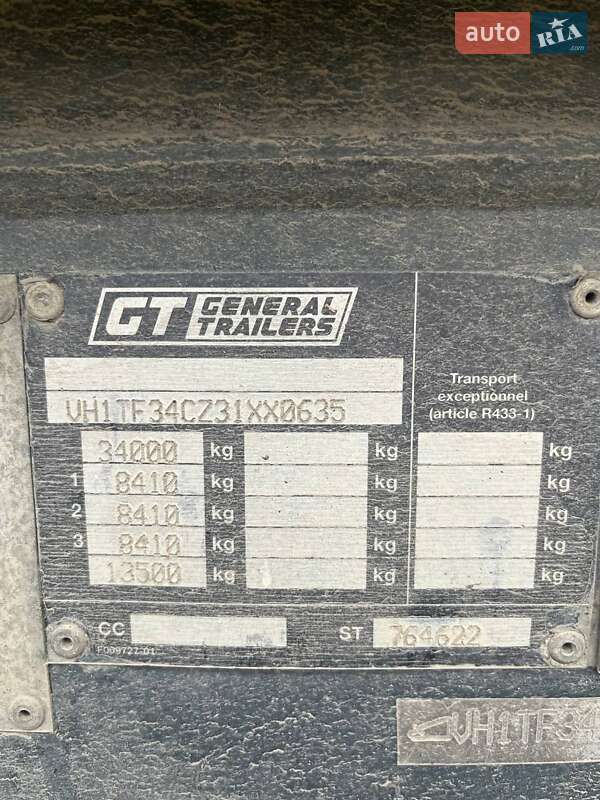 auto RIA.com
GT GENERAL TRAILERS
VH1TF34CZ31XX0635
Transport
exceptionnel
(article R433-1)
34000 kg kg kg
1 8410 kg kg kg
2 8410 kg kg kg
3 8410 kg kg kg
13500 kg kg kg
CC ST 764622
F009727-01
VH1TF34